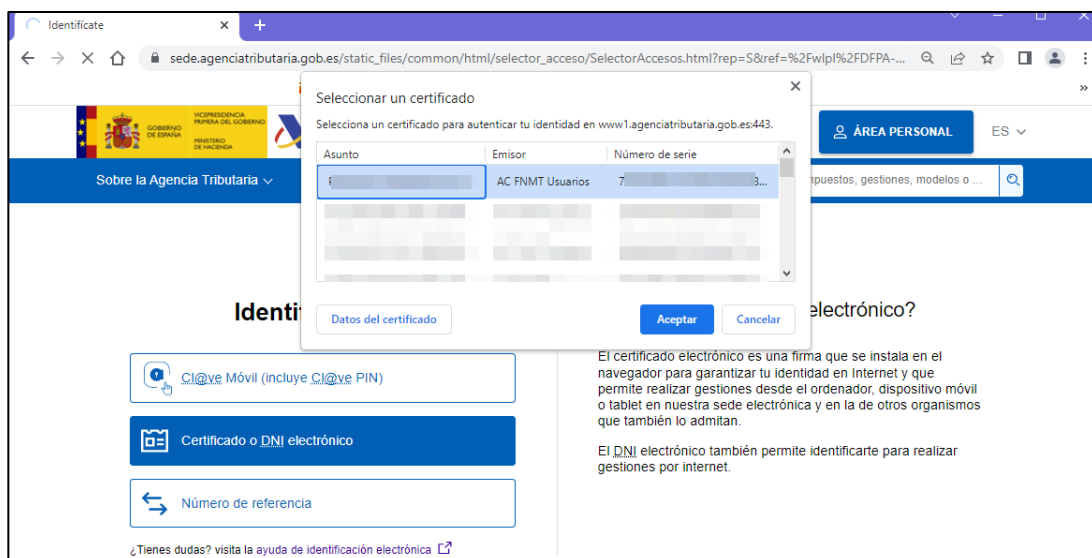 Identifícate
sede.agenciatributaria.gob.es/static_files/common/html/selector_acceso/SelectorAccesos.html?rep=S&ref=%2Fwlpl%2FDFPA-...
»
GOBIERNO
DE ESPAÑA
VICEPRESIDENCIA
PRIMERA DEL GOBIERNO
MINISTERIO
DE HACIENDA
ÁREA PERSONAL
ES
Sobre la Agencia Tributaria
gestiones, modelos o ...
Seleccionar un certificado
Selecciona un certificado para autenticar tu identidad en www1.agenciatributaria.gob.es:443.
Asunto Emisor Número de serie
AC FNMT Usuarios 7
Datos del certificado Aceptar Cancelar
Identi
electrónico?
Cl@ve Móvil (incluye Cl@ve PIN)
Certificado o DNI electrónico
Número de referencia
¿Tienes dudas? visita la ayuda de identificación electrónica
El certificado electrónico es una firma que se instala en el
navegador para garantizar tu identidad en Internet y que
permite realizar gestiones desde el ordenador, dispositivo móvil
o tablet en nuestra sede electrónica y en la de otros organismos
que también lo admitan.
El DNI electrónico también permite identificarte para realizar
gestiones por internet.